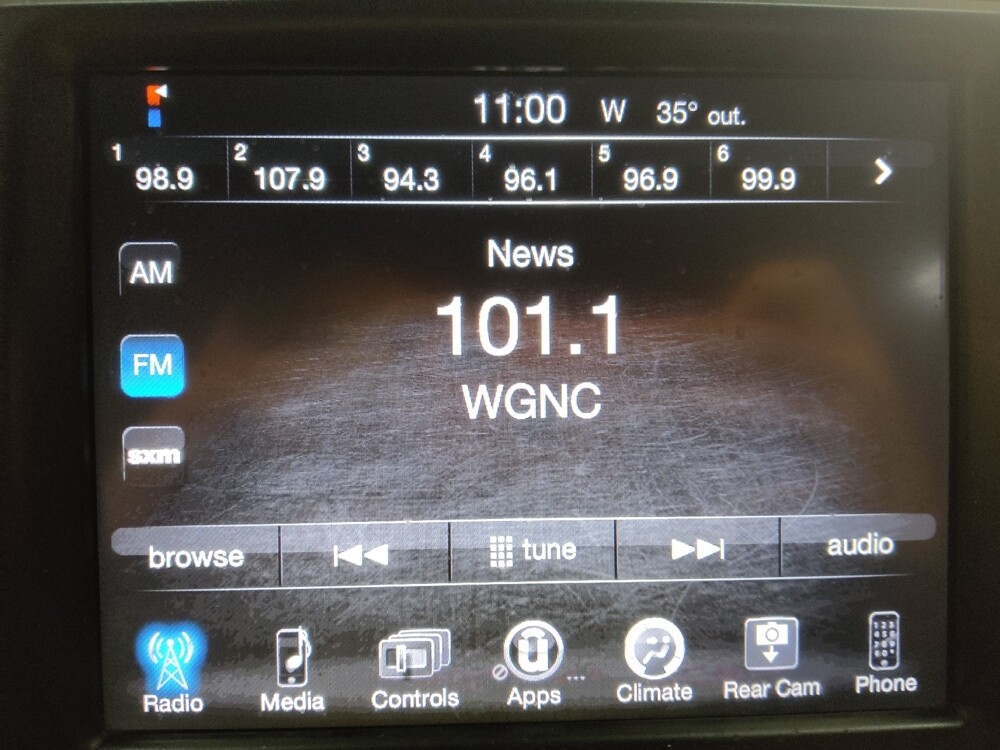 11:00 W 35° out.
1 98.9 2 107.9 3 94.3 4 96.1 5 96.9 6 99.9
AM
News
101.1
FM
WGNC
sxm
browse tune audio
Radio Media Controls Apps ... Climate Rear Cam Phone